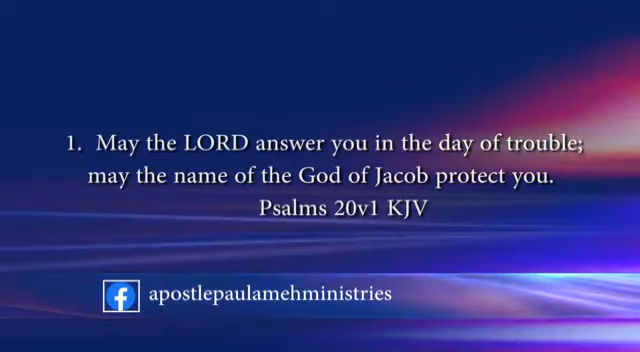 1. May the LORD answer you in the day of trouble;
may the name of the God of Jacob protect you.
Psalms 20v1 KJV
apostlepaulamehministries